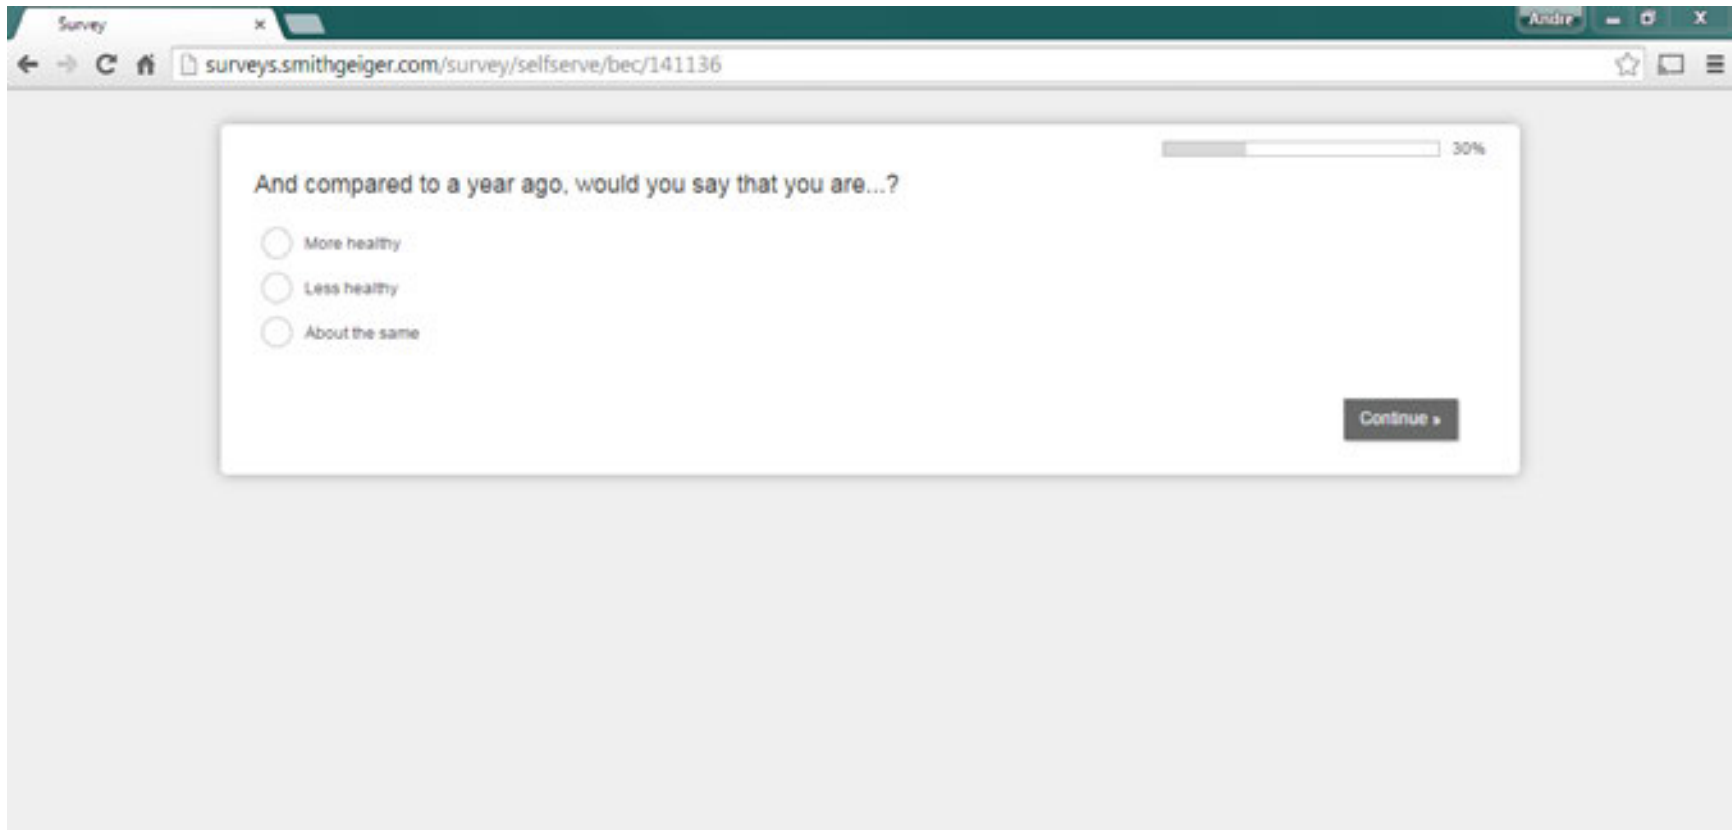 Survey
Andre
surveys.smithgeiger.com/survey/selfserve/bec/141136
30%
And compared to a year ago, would you say that you are...?
More healthy
Less healthy
About the same
Continue »